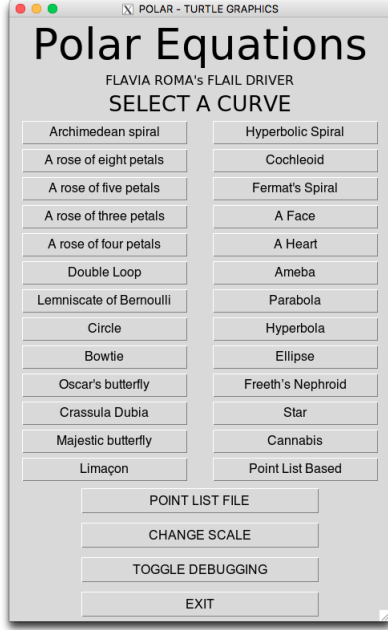 POLAR - TURTLE GRAPHICS
Polar Equations
FLAVIA ROMA's FLAIL DRIVER
SELECT A CURVE
Archimedean spiral Hyperbolic Spiral
A rose of eight petals Cochleoid
A rose of five petals Fermat's Spiral
A rose of three petals A Face
A rose of four petals A Heart
Double Loop Ameba
Lemniscate of Bernoulli Parabola
Circle Hyperbola
Bowtie Ellipse
Oscar's butterfly Freeth's Nephroid
Crassula Dubia Star
Majestic butterfly Cannabis
Limaçon Point List Based
POINT LIST FILE
CHANGE SCALE
TOGGLE DEBUGGING
EXIT